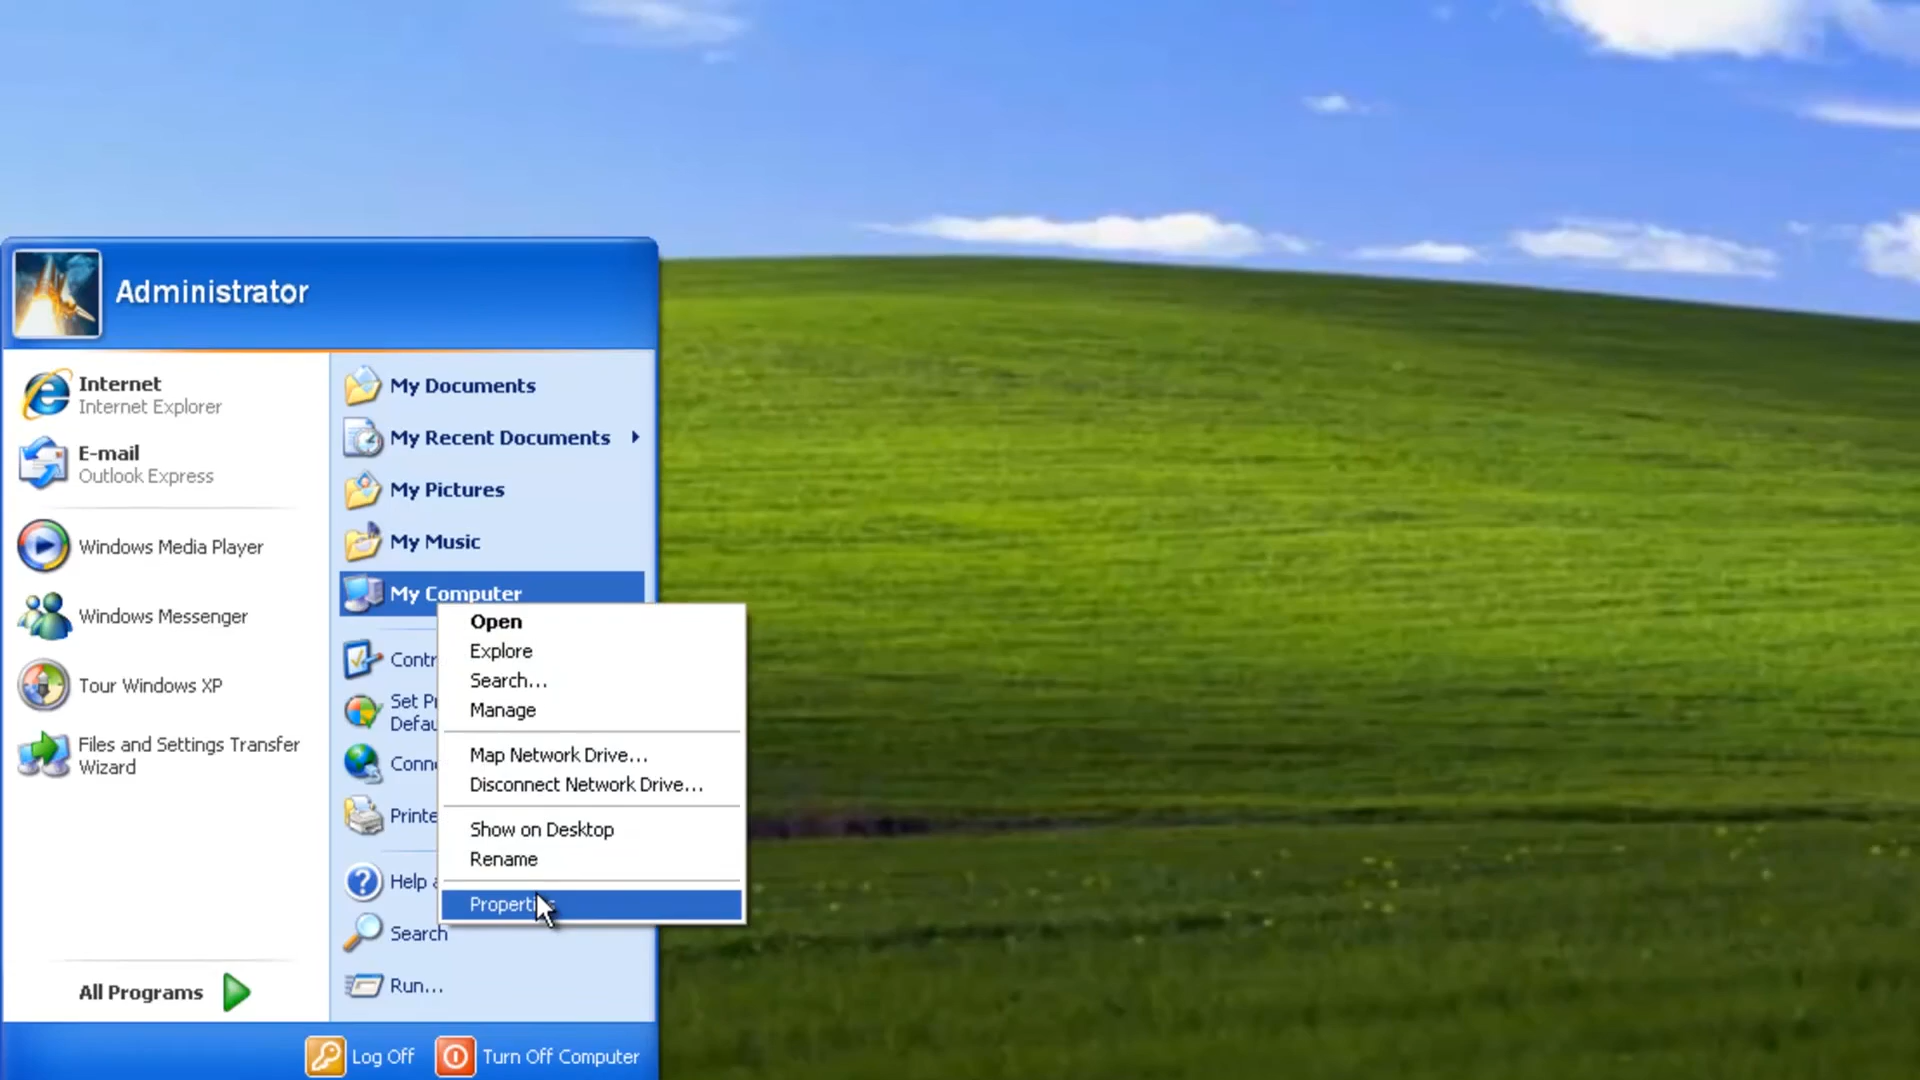 Administrator
Internet
Internet Explorer
E-mail
Outlook Express
Windows Media Player
Windows Messenger
Tour Windows XP
Files and Settings Transfer
Wizard
All Programs
My Documents
My Recent Documents
My Pictures
My Music
My Computer
Contr
Set Pr
Defau
Conne
Printe
Help a
Search
Run...
Open
Explore
Search...
Manage
Map Network Drive...
Disconnect Network Drive...
Show on Desktop
Rename
Properties
Log Off
Turn Off Computer